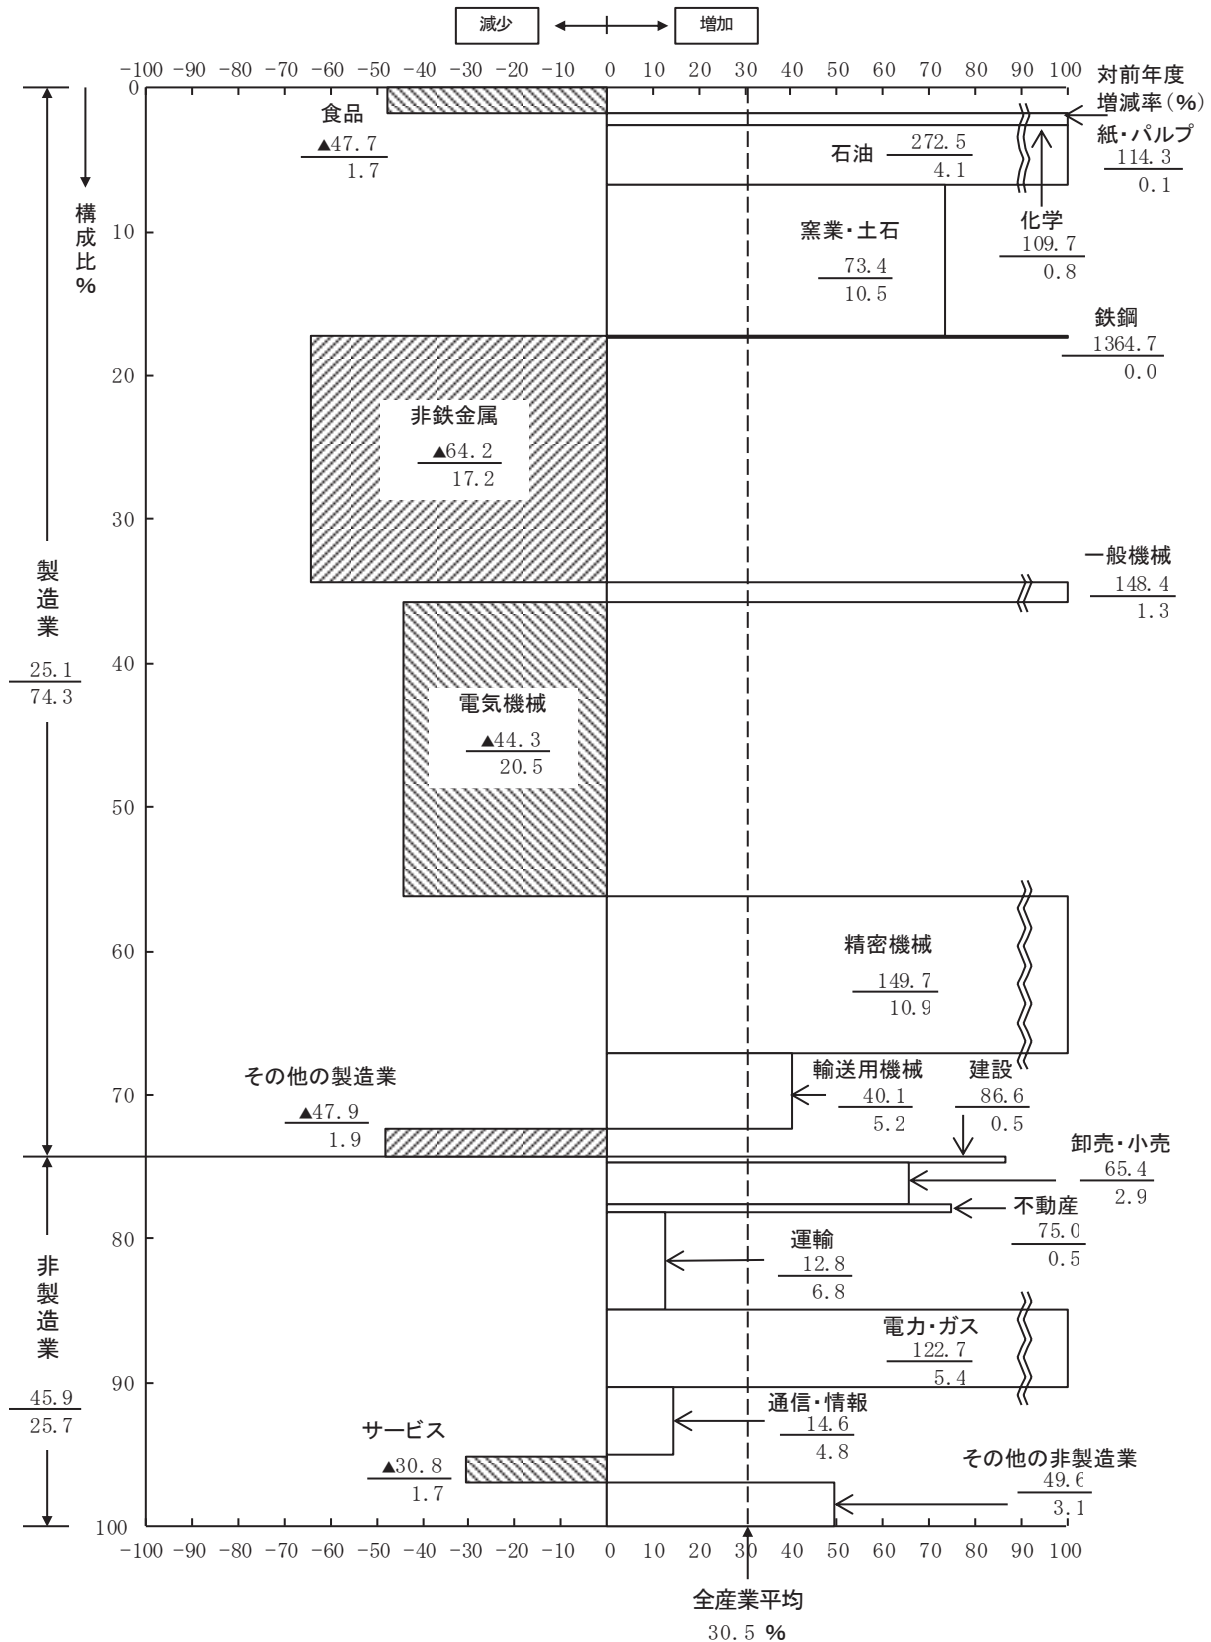 減少
増加
-100 -90 -80 -70 -60 -50 -40 -30 -20 -10 0 10 20 30 40 50 60 70 80 90 100
対前年度
増減率(%)
0
食品
▲47.7
1.7
石油
272.5
4.1
紙・パルプ
114.3
0.1
構成比%
10
化学
109.7
0.8
窯業・土石
73.4
10.5
鉄鋼
1364.7
0.0
20
非鉄金属
▲64.2
17.2
30
一般機械
148.4
1.3
製造業
25.1
74.3
40
電気機械
▲44.3
20.5
50
60
精密機械
149.7
10.9
その他の製造業
▲47.9
1.9
70
輸送用機械
40.1
5.2
建設
86.6
0.5
卸売・小売
65.4
2.9
不動産
75.0
0.5
80
運輸
12.8
6.8
非製造業
45.9
25.7
電力・ガス
122.7
5.4
90
通信・情報
14.6
4.8
サービス
▲30.8
1.7
その他の非製造業
49.6
3.1
100
-100 -90 -80 -70 -60 -50 -40 -30 -20 -10 0 10 20 30 40 50 60 70 80 90 100
全産業平均
30.5 %